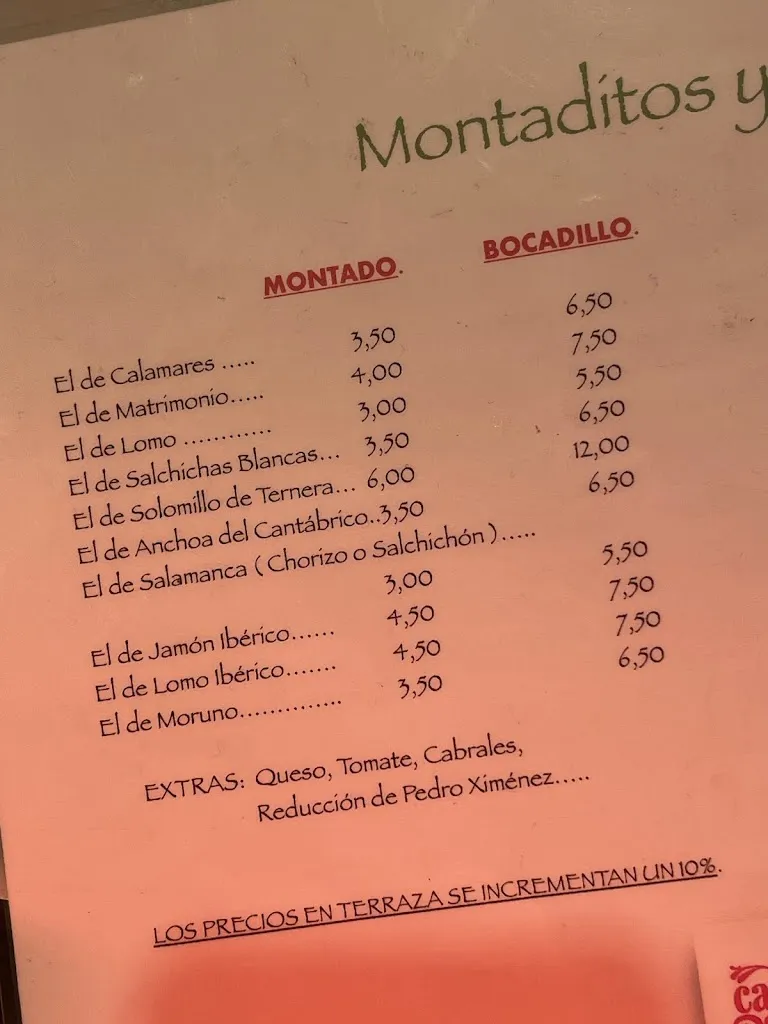 Montaditos y
MONTADO. BOCADILLO.
El de Calamares ..... 3,50 6,50
El de Matrimonio..... 4,00 7,50
El de Lomo ............ 3,00 5,50
El de Salchichas Blancas... 3,50 6,50
El de Solomillo de Ternera... 6,00 12,00
El de Anchoa del Cantábrico..3,50 6,50
El de Salamanca ( Chorizo o Salchichón ).....
3,00 5,50
El de Jamón Ibérico...... 4,50 7,50
El de Lomo Ibérico....... 4,50 7,50
El de Moruno.............. 3,50 6,50
EXTRAS: Queso, Tomate, Cabrales,
Reducción de Pedro Ximénez.....
LOS PRECIOS EN TERRAZA SE INCREMENTAN UN 10%.
ca